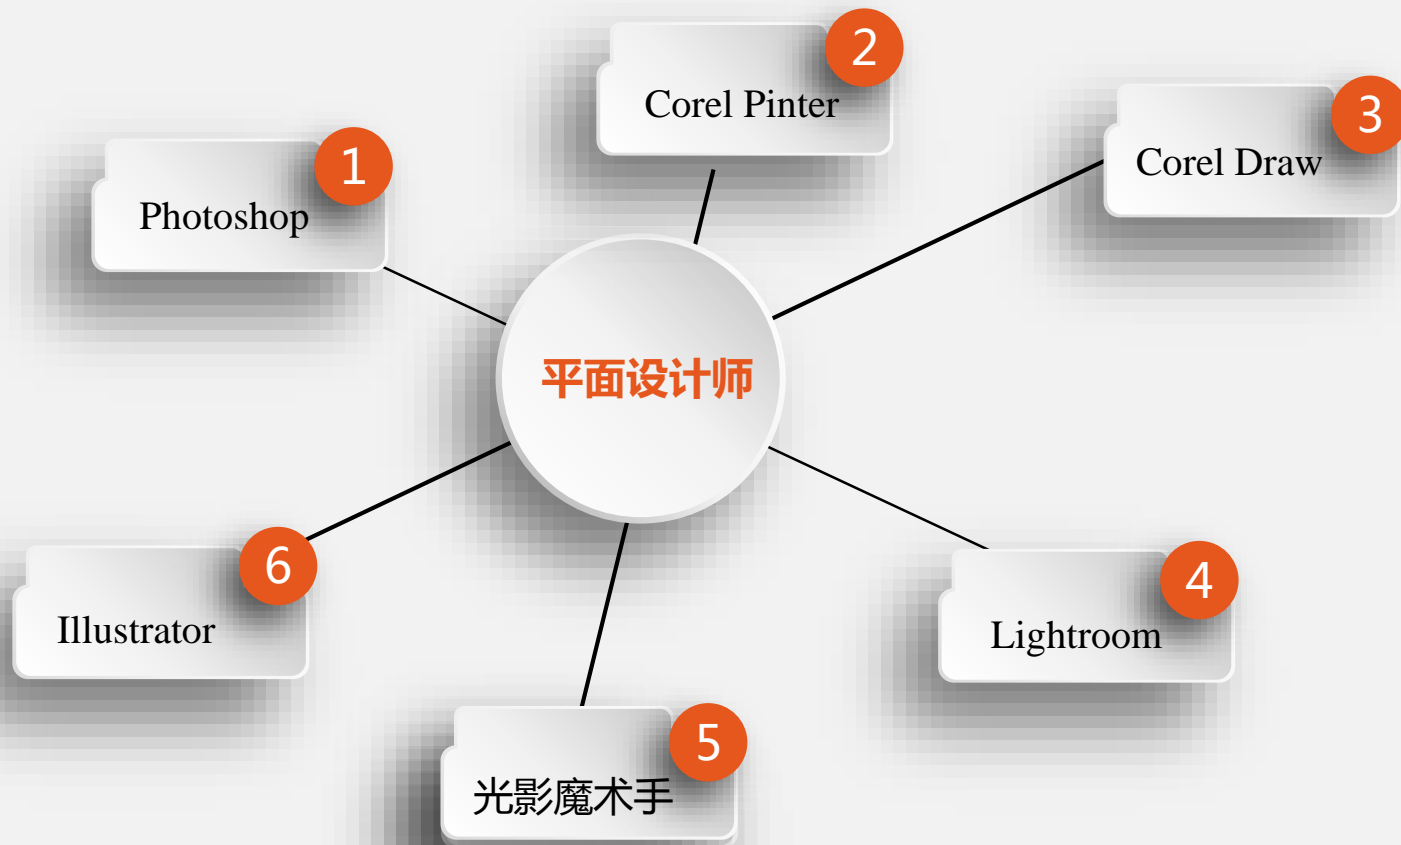 1
Photoshop
2
Corel Pinter
3
Corel Draw
平面设计师
4
Lightroom
5
光影魔术手
6
Illustrator